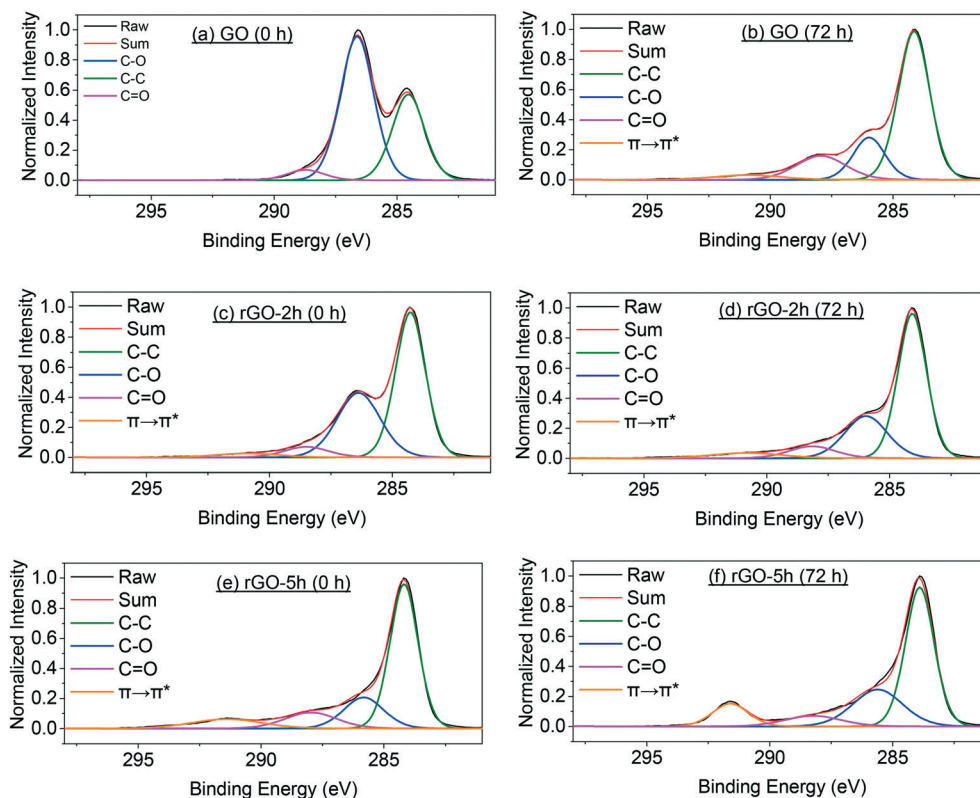 Normalized Intensity
1.0
0.8
0.6
0.4
0.2
0.0
Raw
Sum
C-O
C-C
C=O
(a) GO (0 h)
295
290
285
Binding Energy (eV)
Normalized Intensity
1.0
0.8
0.6
0.4
0.2
0.0
Raw
Sum
C-C
C-O
C=O
π→π*
(b) GO (72 h)
295
290
285
Binding Energy (eV)
Normalized Intensity
1.0
0.8
0.6
0.4
0.2
0.0
Raw
Sum
C-C
C-O
C=O
π→π*
(c) rGO-2h (0 h)
295
290
285
Binding Energy (eV)
Normalized Intensity
1.0
0.8
0.6
0.4
0.2
0.0
Raw
Sum
C-C
C-O
C=O
π→π*
(d) rGO-2h (72 h)
295
290
285
Binding Energy (eV)
Normalized Intensity
1.0
0.8
0.6
0.4
0.2
0.0
Raw
Sum
C-C
C-O
C=O
π→π*
(e) rGO-5h (0 h)
295
290
285
Binding Energy (eV)
Normalized Intensity
1.0
0.8
0.6
0.4
0.2
0.0
Raw
Sum
C-C
C-O
C=O
π→π*
(f) rGO-5h (72 h)
295
290
285
Binding Energy (eV)